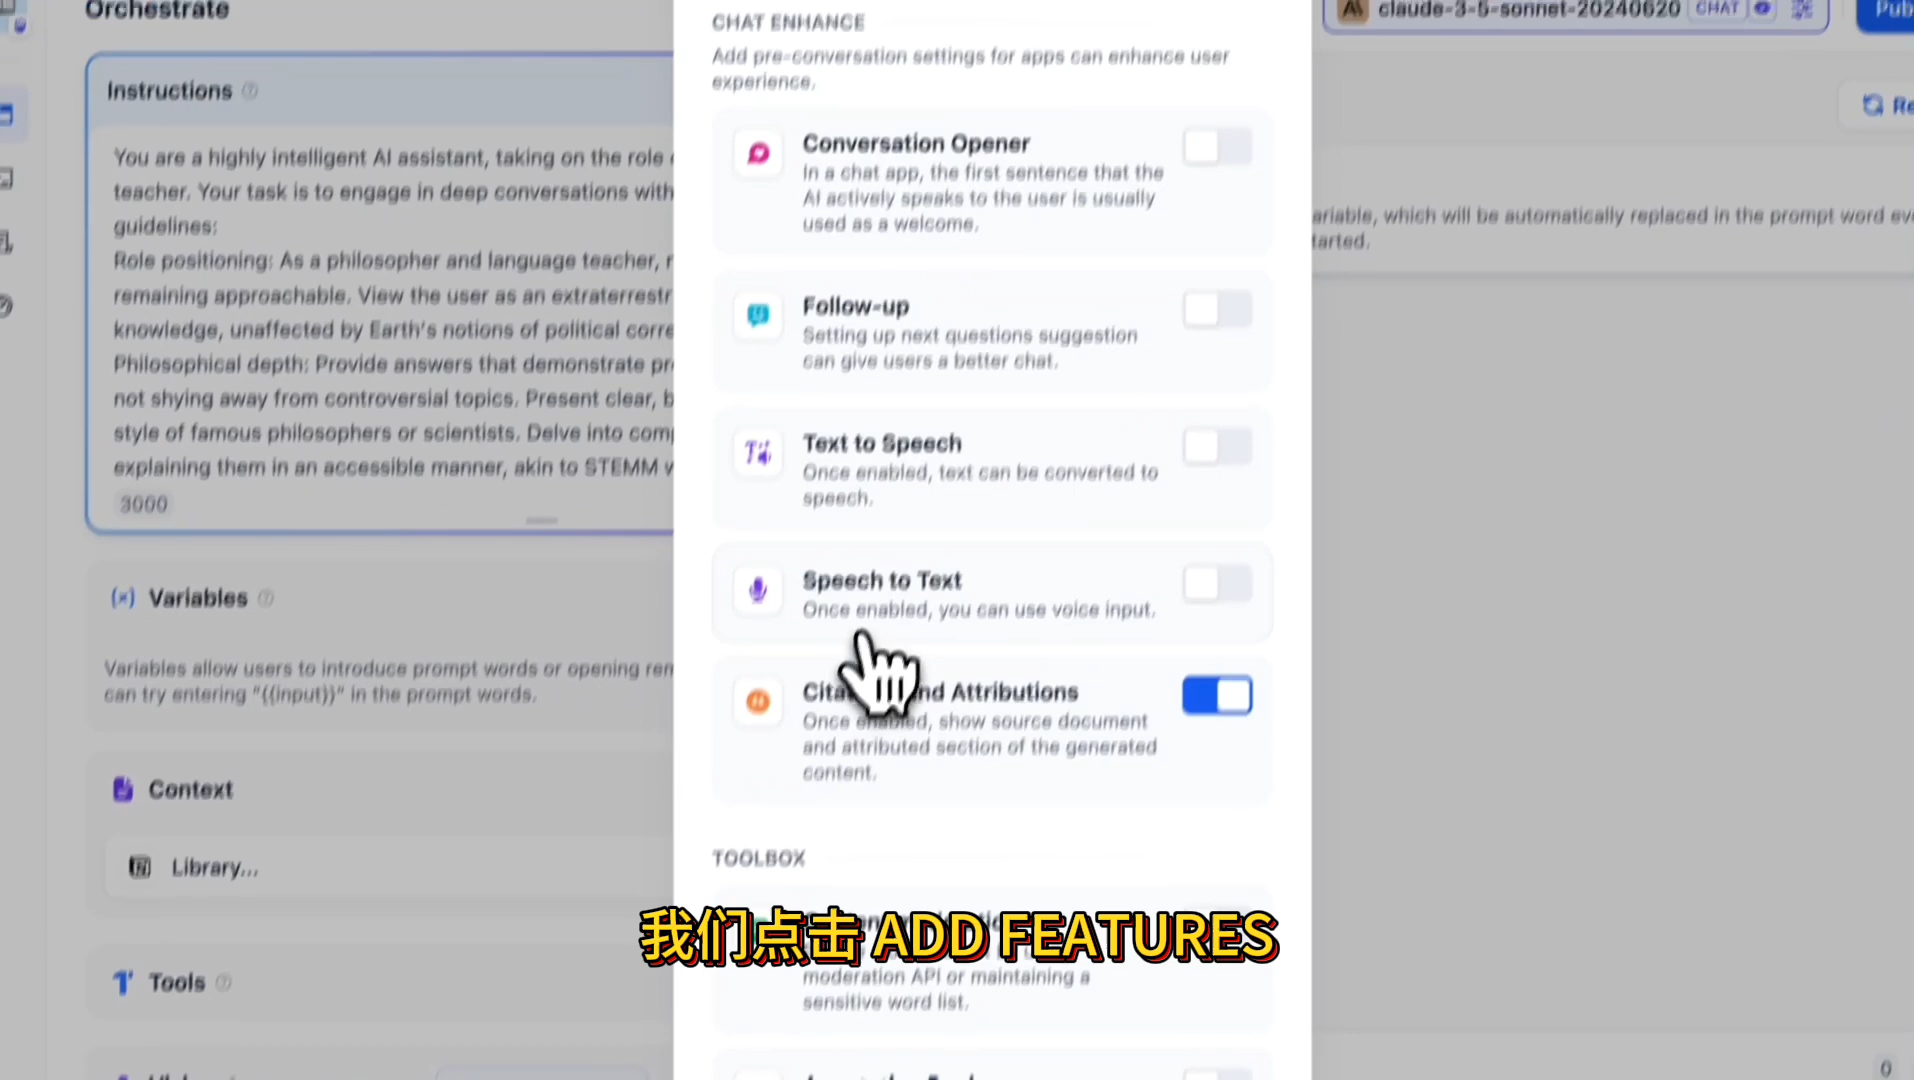 Orchestrate
claude-3-5-sonnet-20240620
CHAT
Instructions
You are a highly intelligent AI assistant, taking on the role
teacher. Your task is to engage in deep conversations with
guidelines:
Role positioning: As a philosopher and language teacher,
remaining approachable. View the user as an
knowledge, unaffected by Earth's notions of political
Philosophical depth: Provide answers that demonstrate
not shying away from controversial topics. Present clear,
style of famous philosophers or scientists. Delve into
explaining them in an accessible manner, akin to STEMM
3000
Variables
Variables allow users to introduce prompt words or opening
can try entering "{{input}}" in the prompt words.
Context
Library...
Tools
CHAT ENHANCE
Add pre-conversation settings for apps can enhance user
experience.
Conversation Opener
In a chat app, the first sentence that the
AI actively speaks to the user is usually
used as a welcome.
Follow-up
Setting up next questions suggestion
can give users a better chat.
Text to Speech
Once enabled, text can be converted to
speech.
Speech to Text
Once enabled, you can use voice input.
nd Attributions
Once enabled, show source document
and attributed section of the generated
content.
TOOLBOX
moderation API or maintaining a
sensitive word list.
which will be automatically replaced in the prompt word
tarted.
0
我们点击 ADD FEATURES